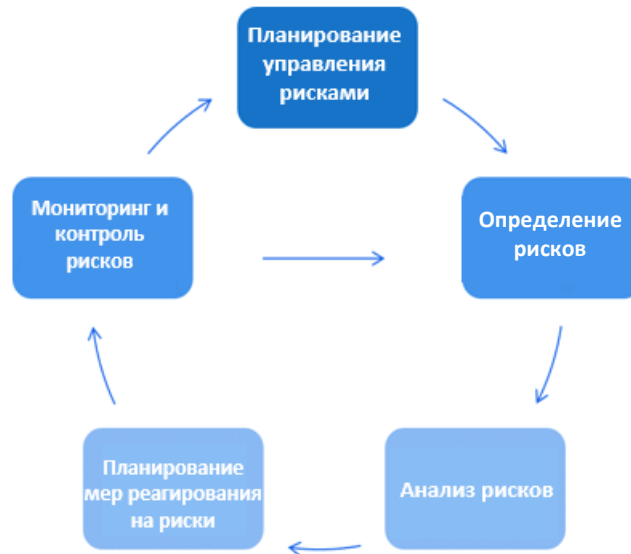 Планирование
управления
рисками
Мониторинг и
контроль
рисков
Определение
рисков
Планирование
мер реагирования
на риски
Анализ рисков